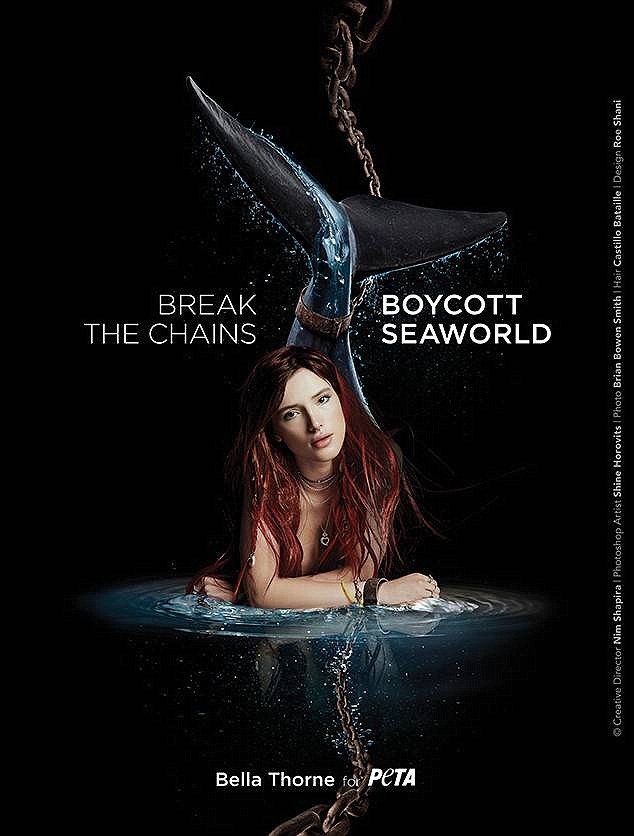 BREAK
THE CHAINS
BOYCOTT
SEAWORLD
Bella Thorne for PETA
© Creative Director Nim Shapira | Photoshop Artist Shine Horovits | Photo Brian Bowen Smith | Hair Castillo Bataille | Design Roe Shani